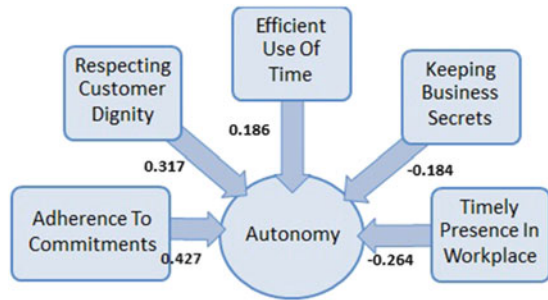 Efficient
Use Of
Time
Respecting
Customer
Dignity
Keeping
Business
Secrets
0.186
0.317
-0.184
Adherence To
Commitments
0.427
Autonomy
Timely
Presence In
Workplace
-0.264